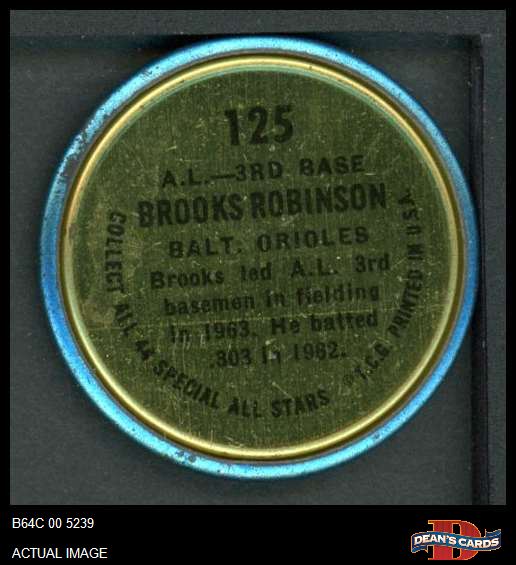 125
A.L.—3RD BASE
BROOKS ROBINSON
BALT. ORIOLES
Brooks led A.L. 3rd
basemen in fielding
in 1963. He batted
.303 in 1962.
COLLECT ALL 44 SPECIAL ALL STARS
©T.C.G. PRINTED IN U.S.A.
B64C 00 5239
ACTUAL IMAGE
D
DEAN'S CARDS